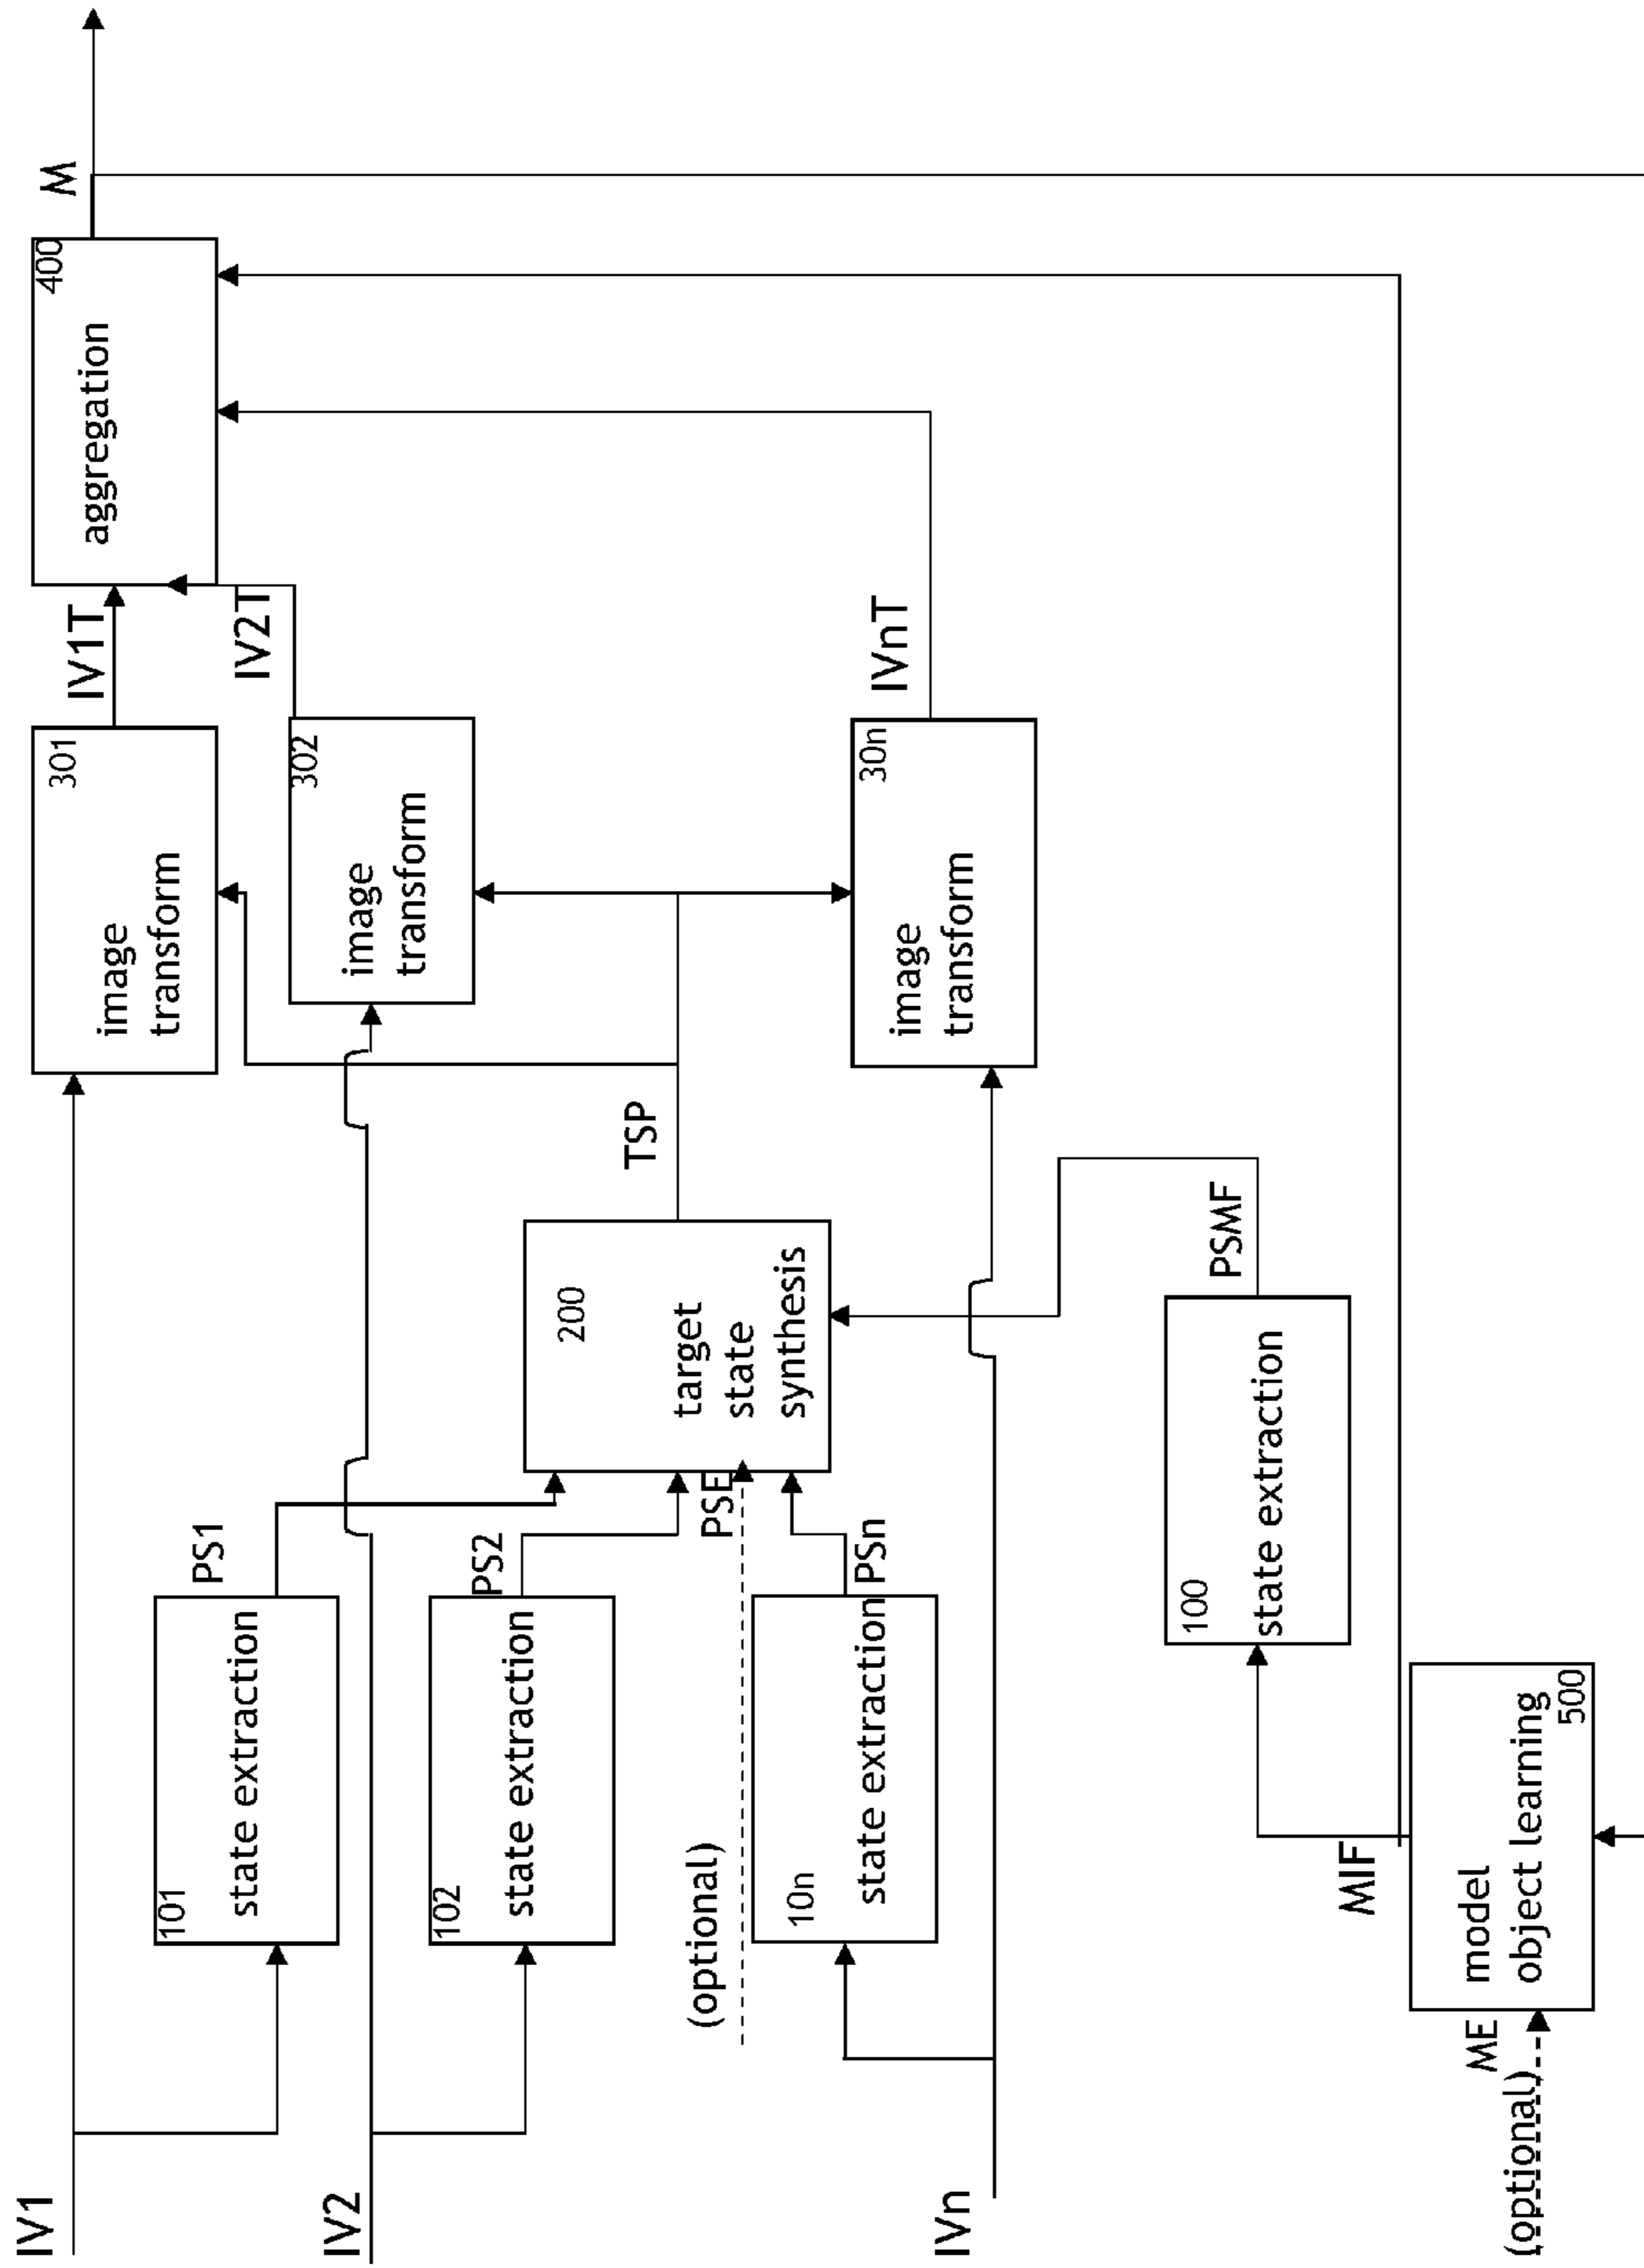 IV1
101
state extraction
PS1
301
image
transform
IV1T
400
aggregation
M
IV2
102
state extraction
PS2
302
image
transform
IV2T
(optional)
PSE
200
target
state
synthesis
TSP
10n
state extraction
PSn
IVn
30n
image
transform
IVnT
100
state extraction
PSMF
MIF
ME
(optional)
model
object learning
500